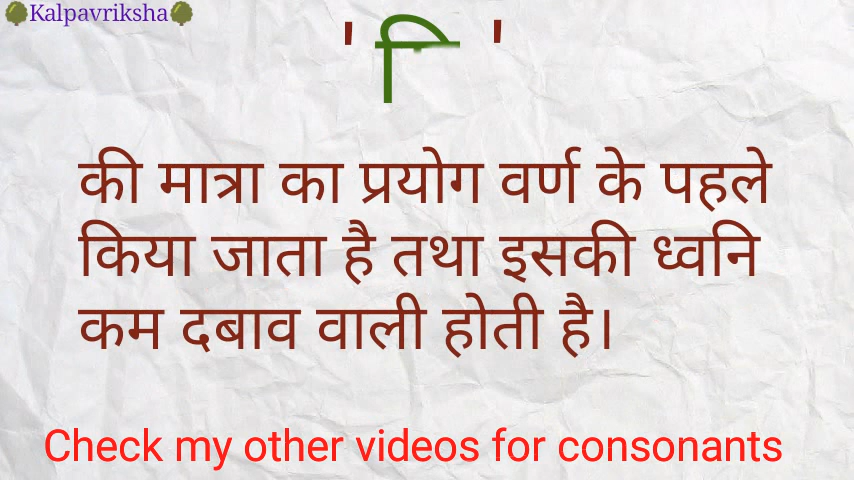 Kalpavriksha
' ि '
की मात्रा का प्रयोग वर्ण के पहले
किया जाता है तथा इसकी ध्वनि
कम दबाव वाली होती है।
Check my other videos for consonants